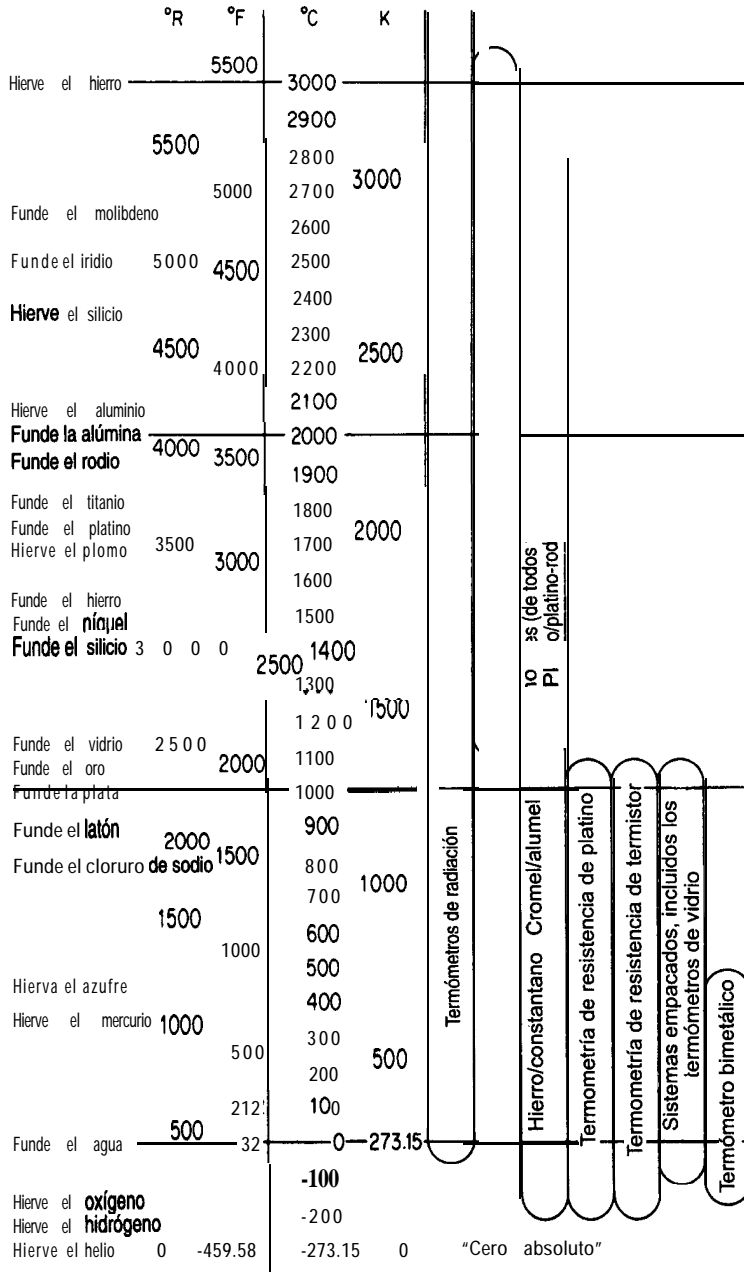 °R °F °C K
5500
Hierve el hierro 3000
2900
5500
2800
3000
5000 2700
Funde el molibdeno
2600
Funde el iridio 5000 4500 2500
2400
Hierve el silicio
2300
4500 2500
4000 2200
2100
Hierve el aluminio
Funde la alúmina 2000
4000 3500
Funde el rodio
1900
Funde el titanio 1800
Funde el platino 2000
Hierve el plomo 3500 1700
3000
1600
Funde el hierro
Funde el níquel 1500
Funde el silicio 3000 1400
2500
1300
1500
1200
Funde el vidrio 2500
Funde el oro 2000 1100
Funde la plata 1000
Funde el latón 900
2000 1500
Funde el cloruro de sodio 800
1000
700
1500
600
1000
500
Hierva el azufre
400
Hierve el mercurio 1000
300
500 500
200
212 100
500
Funde el agua 32 0 273.15
-100
Hierve el oxígeno
-200
Hierve el hidrógeno
Hierve el helio 0 -459.58 -273.15 0 "Cero absoluto"
Termómetros de radiación
es (de todos
o/platino-rod
no
Pl
Hierro/constantano Cromel/alumel
Termometría de resistencia de platino
Termometría de resistencia de termistor
Sistemas empacados, incluidos los
termómetros de vidrio
Termómetro bimetálico